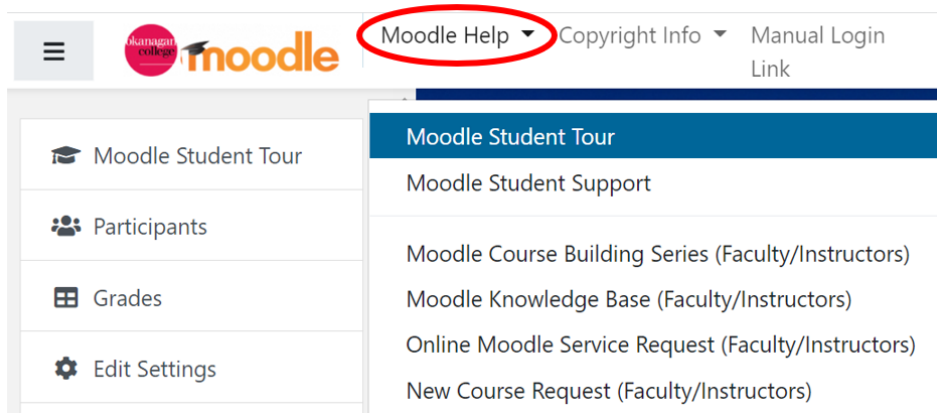 okanagan
college
moodle
Moodle Help
Copyright Info
Manual Login
Link
Moodle Student Tour
Participants
Grades
Edit Settings
Moodle Student Tour
Moodle Student Support
Moodle Course Building Series (Faculty/Instructors)
Moodle Knowledge Base (Faculty/Instructors)
Online Moodle Service Request (Faculty/Instructors)
New Course Request (Faculty/Instructors)